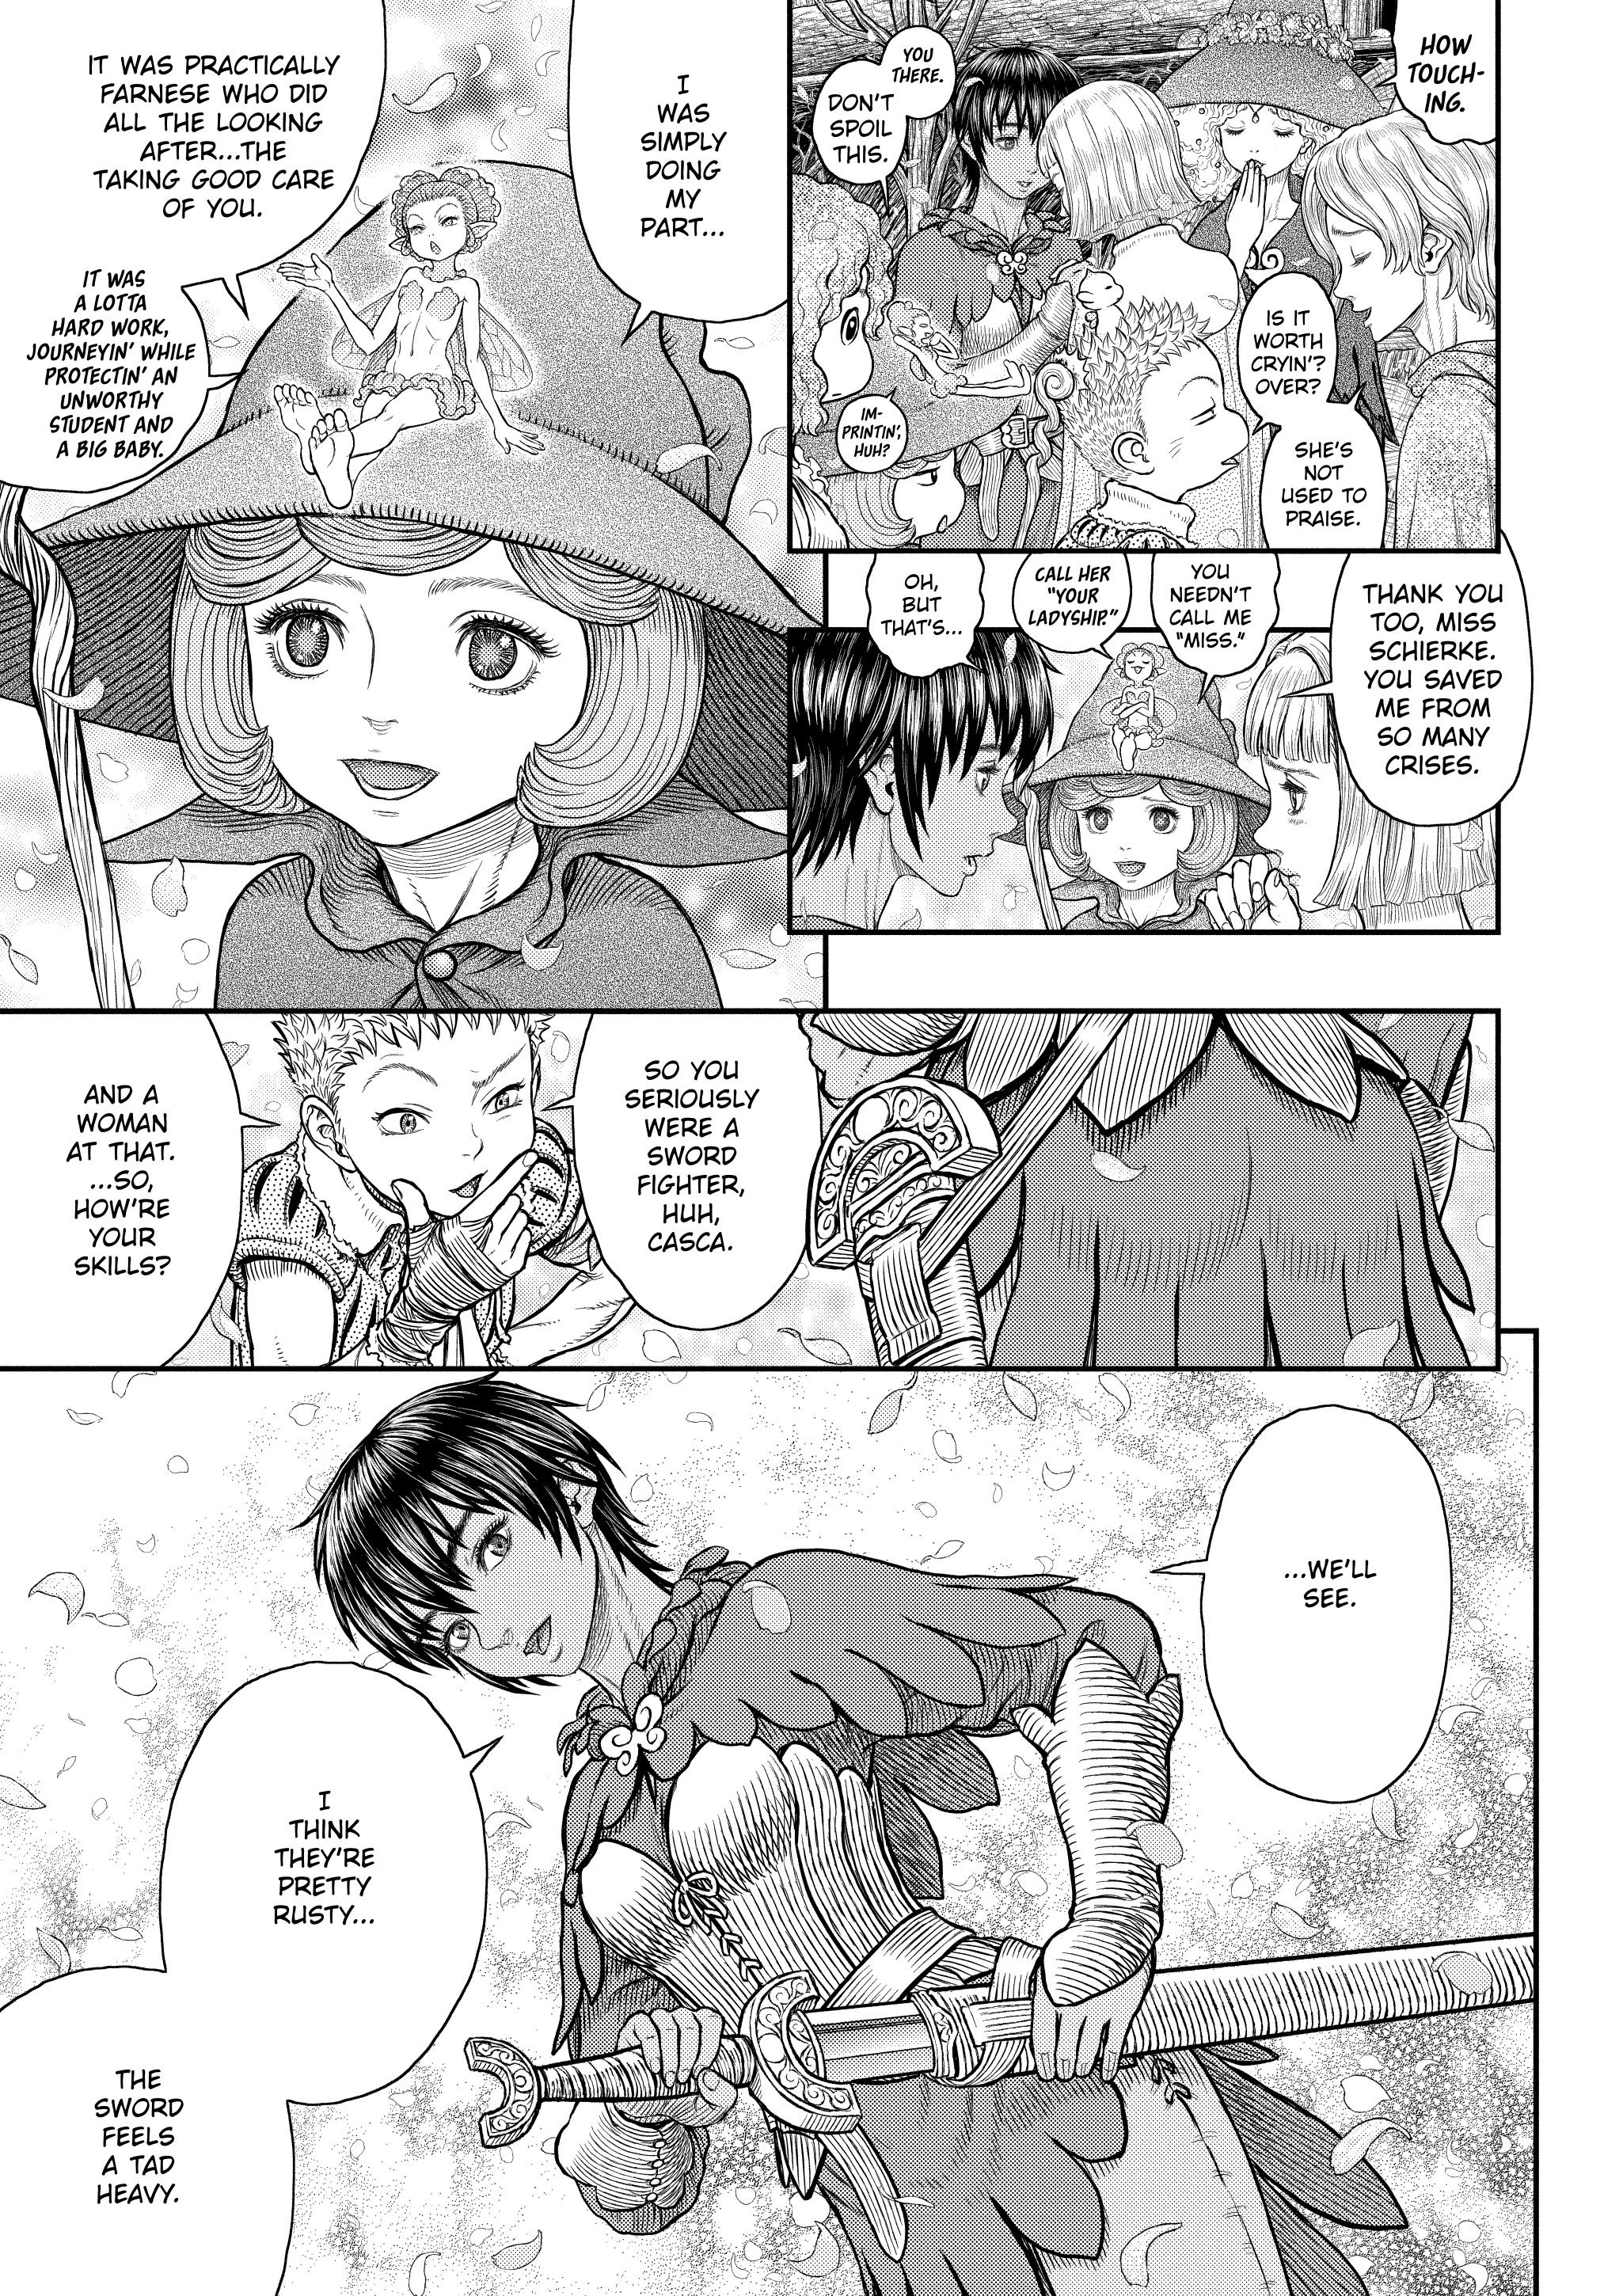 HOW
TOUCH-
ING.
YOU
THERE.
DON'T
SPOIL
THIS.
IS IT
WORTH
CRYIN'?
OVER?
SHE'S
NOT
USED TO
PRAISE.
IM-
PRINTIN',
HUH?
THANK YOU
TOO, MISS
SCHIERKE.
YOU SAVED
ME FROM
SO MANY
CRISES.
YOU
NEEDN'T
CALL ME
"MISS."
CALL HER
"YOUR
LADYSHIP."
OH,
BUT
THAT'S...
I
WAS
SIMPLY
DOING
MY
PART...
IT WAS PRACTICALLY
FARNESE WHO DID
ALL THE LOOKING
AFTER...THE
TAKING GOOD CARE
OF YOU.
IT WAS
A LOTTA
HARD WORK,
JOURNEYIN' WHILE
PROTECTIN' AN
UNWORTHY
STUDENT AND
A BIG BABY.
SO YOU
SERIOUSLY
WERE A
SWORD
FIGHTER,
HUH,
CASCA.
AND A
WOMAN
AT THAT.
...SO,
HOW'RE
YOUR
SKILLS?
...WE'LL
SEE.
I
THINK
THEY'RE
PRETTY
RUSTY...
THE
SWORD
FEELS
A TAD
HEAVY.